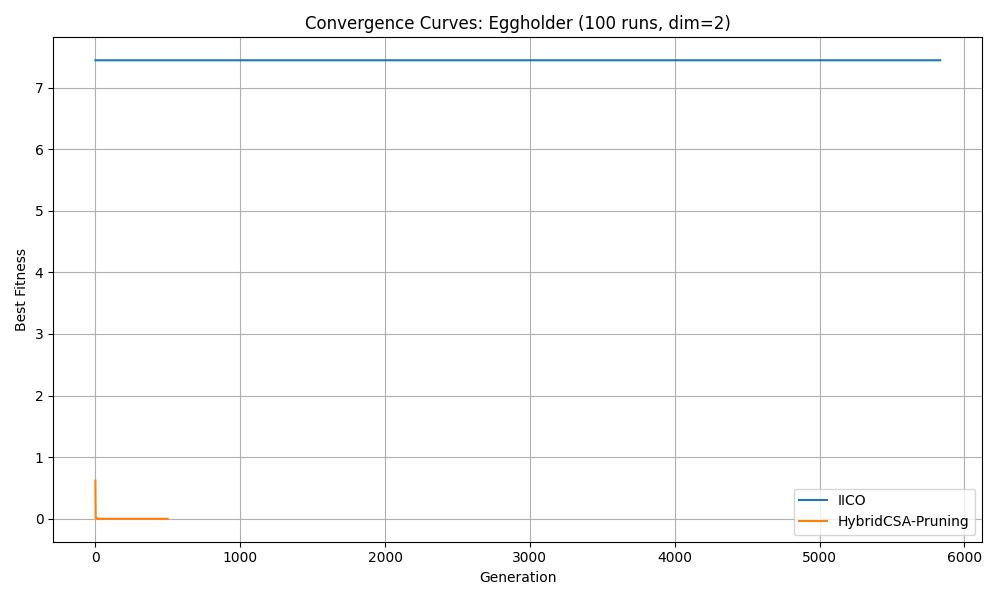 Convergence Curves: Eggholder (100 runs, dim=2)
Best Fitness
7
6
5
4
3
2
1
0
0 1000 2000 3000 4000 5000 6000
Generation
IICO
HybridCSA-Pruning